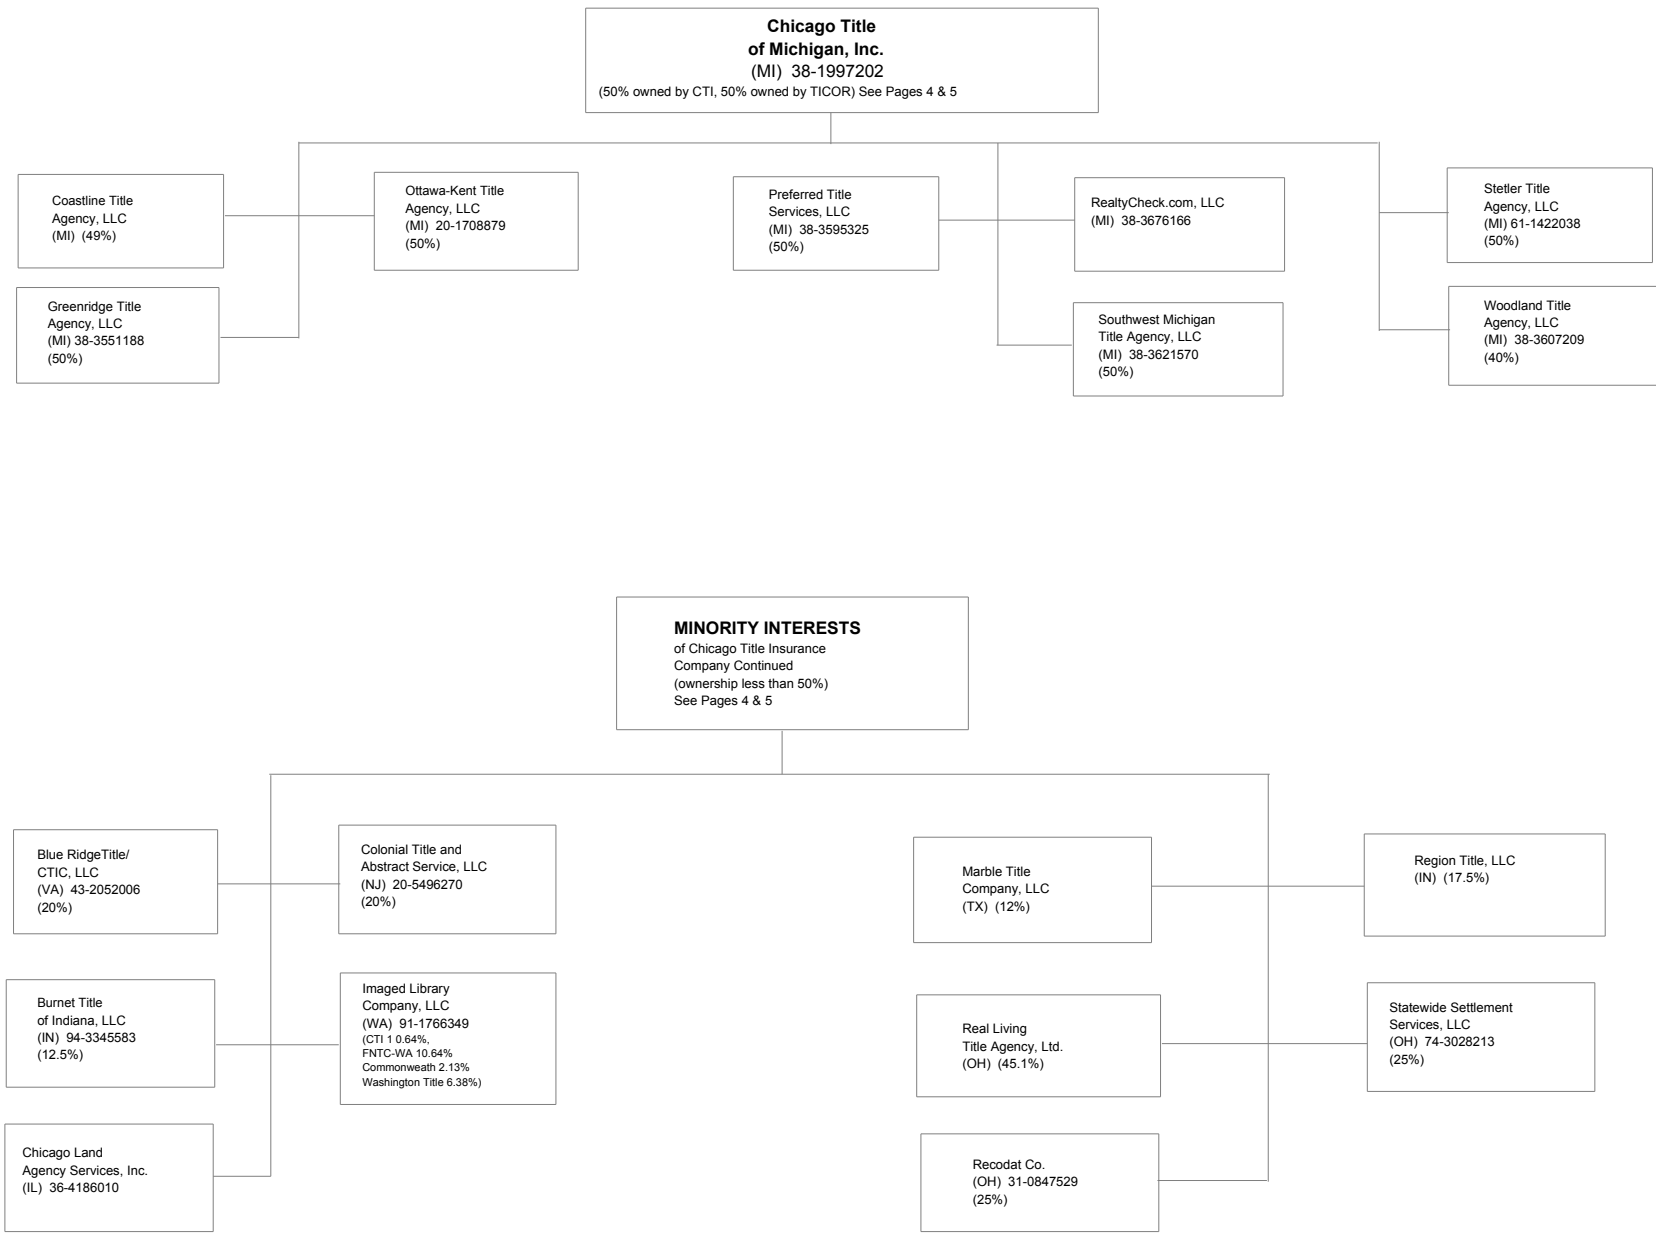 Chicago Title
of Michigan, Inc.
(MI) 38-1997202
(50% owned by CTI, 50% owned by TICOR) See Pages 4 & 5
Coastline Title
Agency, LLC
(MI) (49%)
Ottawa-Kent Title
Agency, LLC
(MI) 20-1708879
(50%)
Preferred Title
Services, LLC
(MI) 38-3595325
(50%)
RealtyCheck.com, LLC
(MI) 38-3676166
Stetler Title
Agency, LLC
(MI) 61-1422038
(50%)
Greenridge Title
Agency, LLC
(MI) 38-3551188
(50%)
Southwest Michigan
Title Agency, LLC
(MI) 38-3621570
(50%)
Woodland Title
Agency, LLC
(MI) 38-3607209
(40%)
MINORITY INTERESTS
of Chicago Title Insurance
Company Continued
(ownership less than 50%)
See Pages 4 & 5
Blue RidgeTitle/
CTIC, LLC
(VA) 43-2052006
(20%)
Colonial Title and
Abstract Service, LLC
(NJ) 20-5496270
(20%)
Marble Title
Company, LLC
(TX) (12%)
Region Title, LLC
(IN) (17.5%)
Burnet Title
of Indiana, LLC
(IN) 94-3345583
(12.5%)
Imaged Library
Company, LLC
(WA) 91-1766349
(CTI 1 0.64%,
FNTC-WA 10.64%
Commonweath 2.13%
Washington Title 6.38%)
Real Living
Title Agency, Ltd.
(OH) (45.1%)
Statewide Settlement
Services, LLC
(OH) 74-3028213
(25%)
Chicago Land
Agency Services, Inc.
(IL) 36-4186010
Recodat Co.
(OH) 31-0847529
(25%)